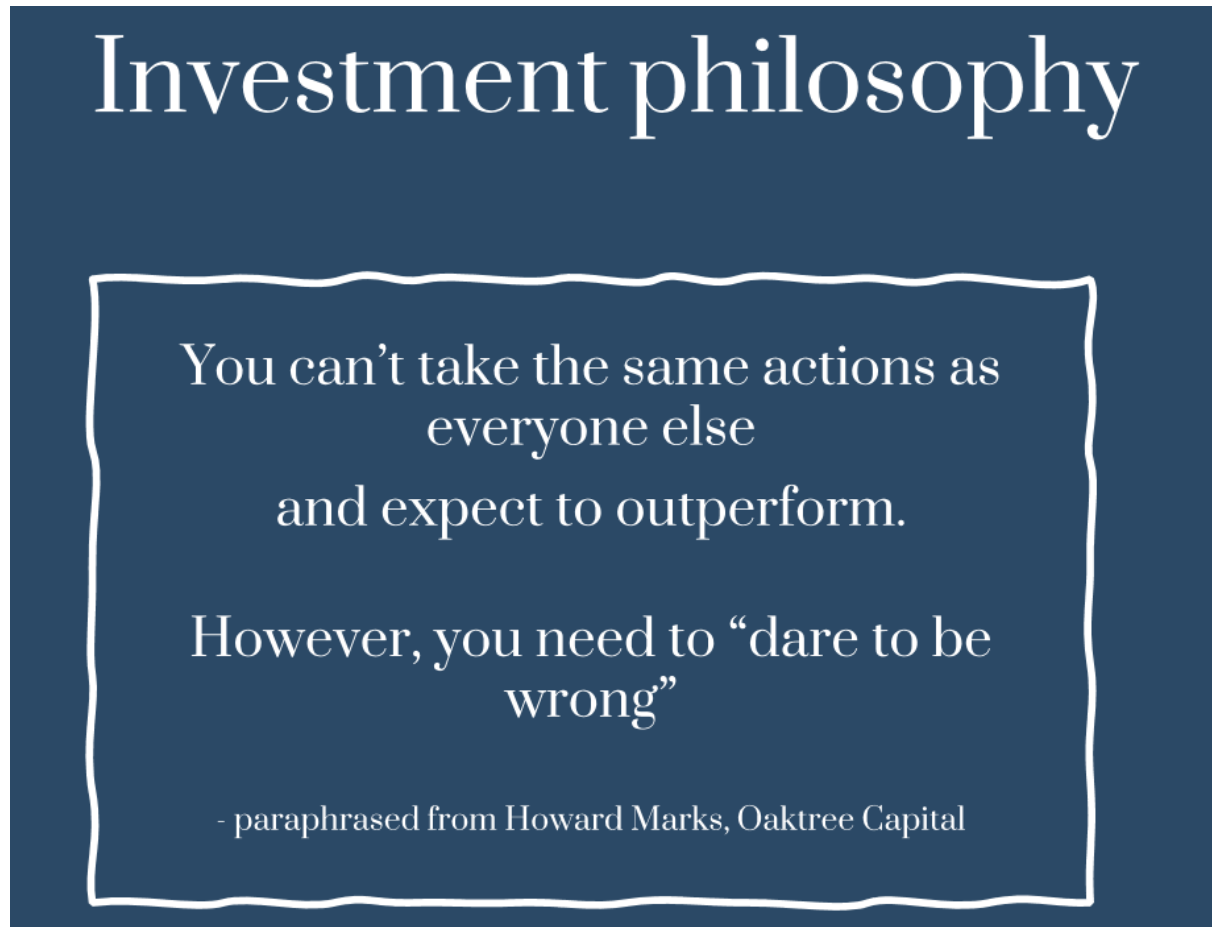 Investment philosophy
You can’t take the same actions as
everyone else
and expect to outperform.
However, you need to “dare to be
wrong”
- paraphrased from Howard Marks, Oaktree Capital